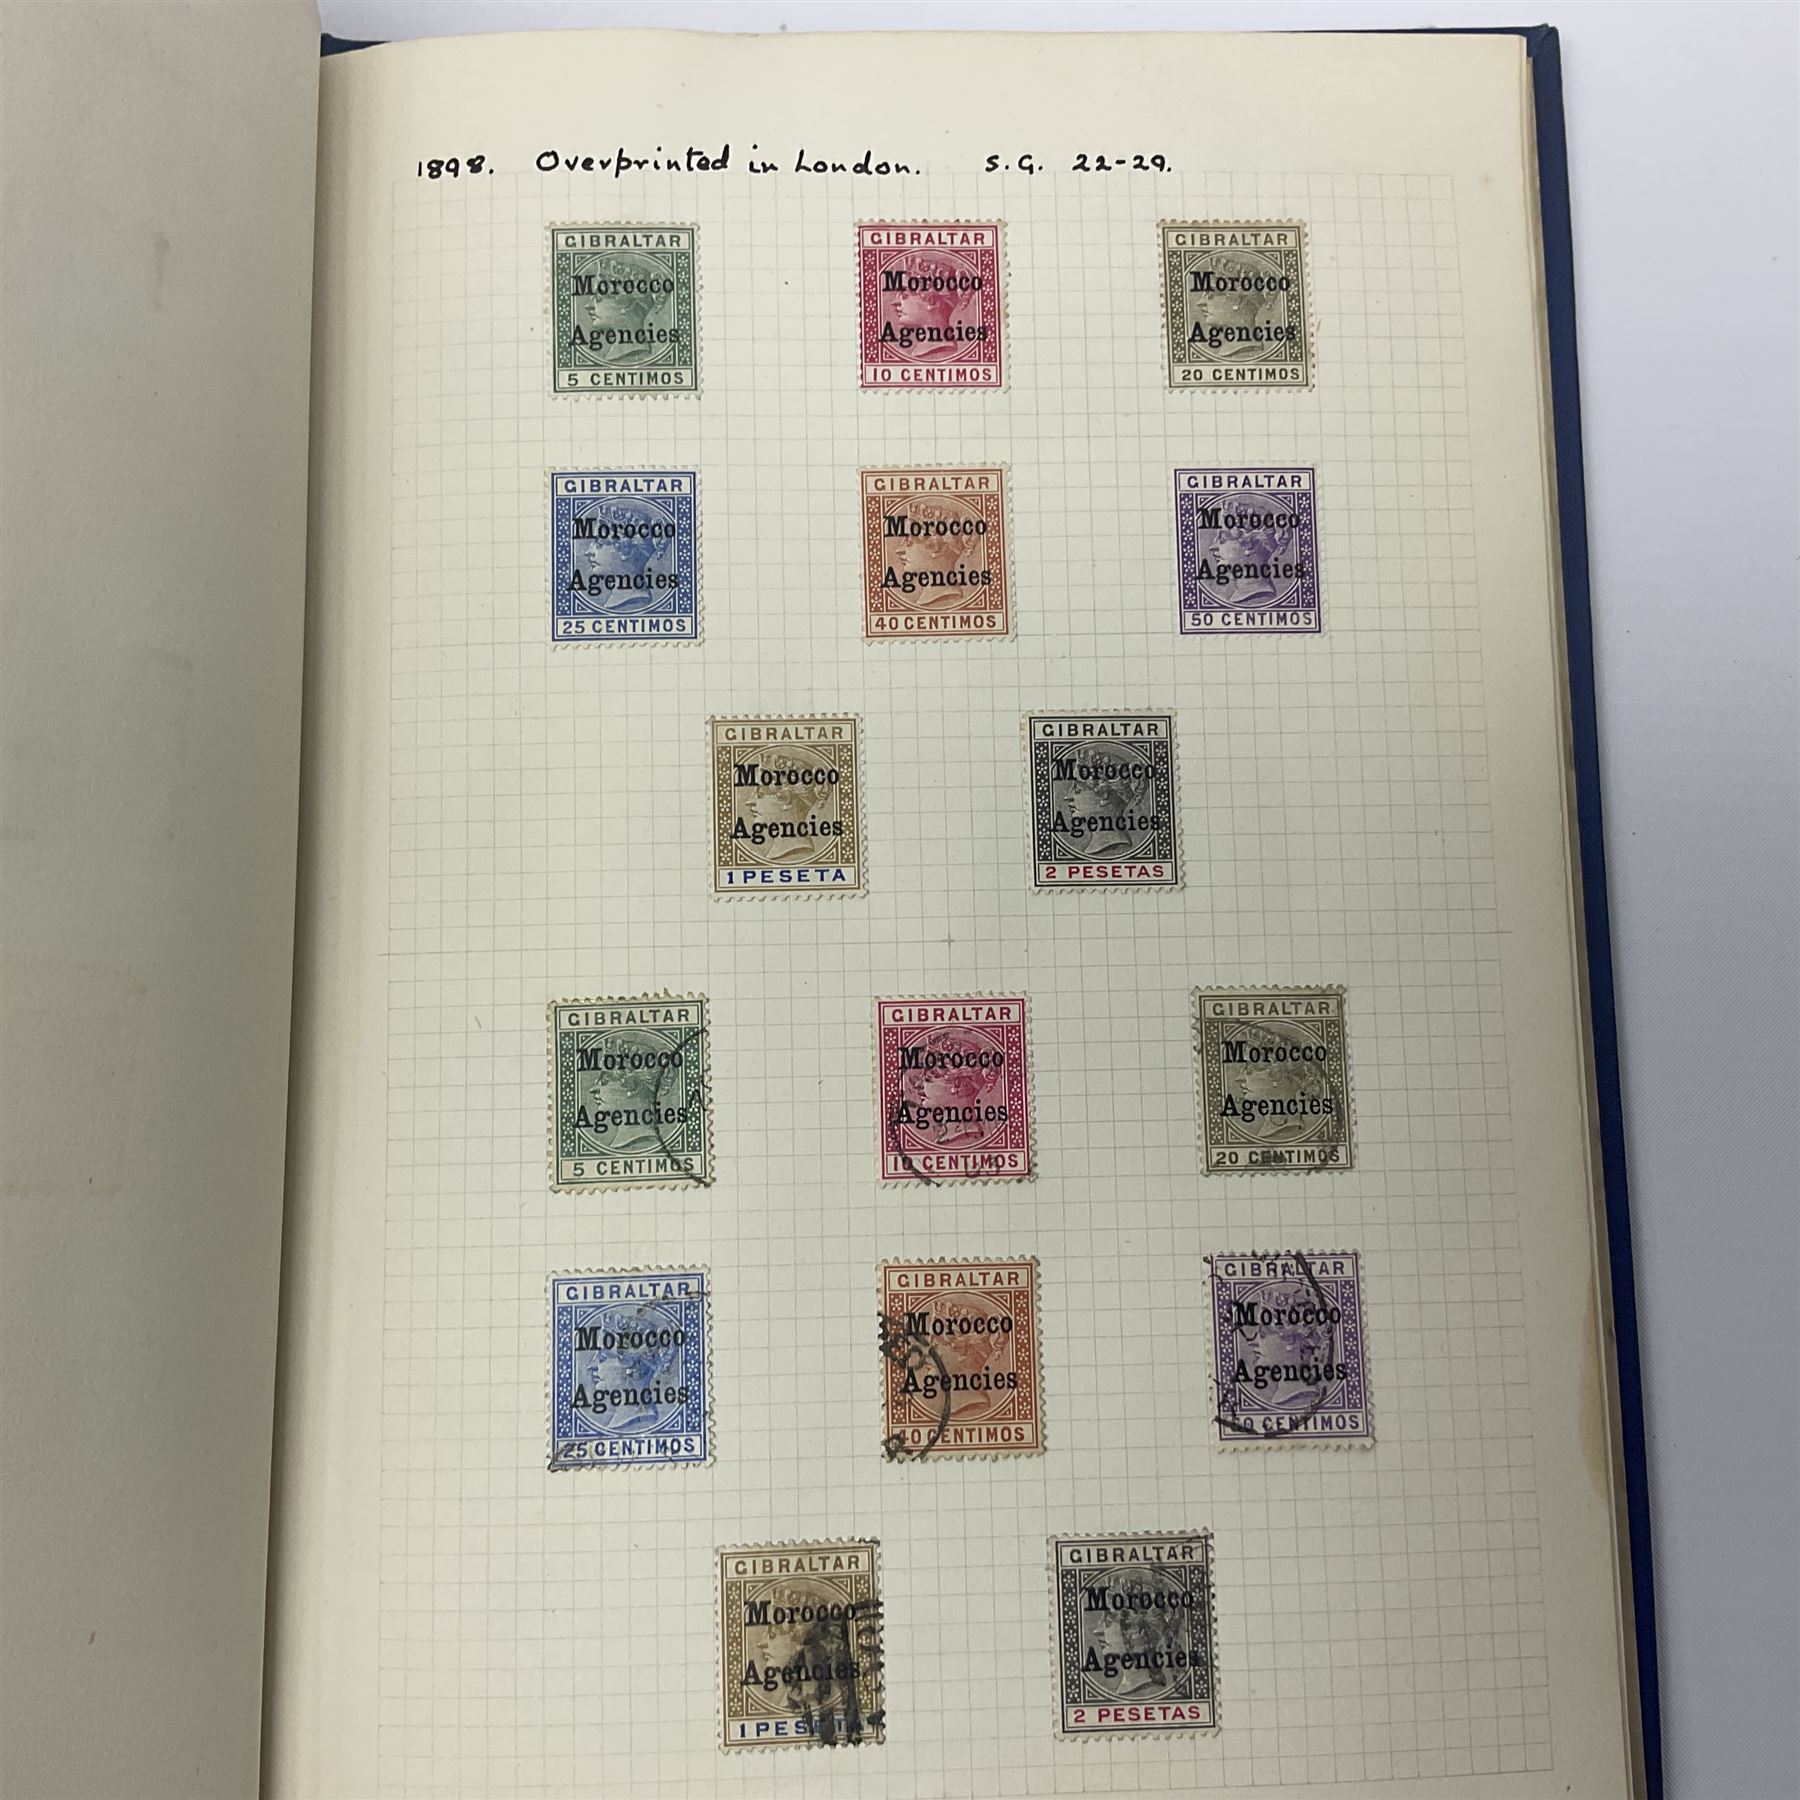 1898. Overprinted in London. S.G. 22-29.
GIBRALTAR
Morocco
Agencies
5 CENTIMOS
GIBRALTAR
Morocco
Agencies
10 CENTIMOS
GIBRALTAR
Morocco
Agencies
20 CENTIMOS
GIBRALTAR
Morocco
Agencies
25 CENTIMOS
GIBRALTAR
Morocco
Agencies
40 CENTIMOS
GIBRALTAR
Morocco
Agencies
50 CENTIMOS
GIBRALTAR
Morocco
Agencies
1 PESETA
GIBRALTAR
Morocco
Agencies
2 PESETAS
GIBRALTAR
Morocco
Agencies
5 CENTIMOS
GIBRALTAR
Morocco
Agencies
10 CENTIMOS
GIBRALTAR
Morocco
Agencies
20 CENTIMOS
GIBRALTAR
Morocco
Agencies
25 CENTIMOS
GIBRALTAR
Morocco
Agencies
40 CENTIMOS
GIBRALTAR
Morocco
Agencies
50 CENTIMOS
GIBRALTAR
Morocco
Agencies
1 PESETA
GIBRALTAR
Morocco
Agencies
2 PESETAS